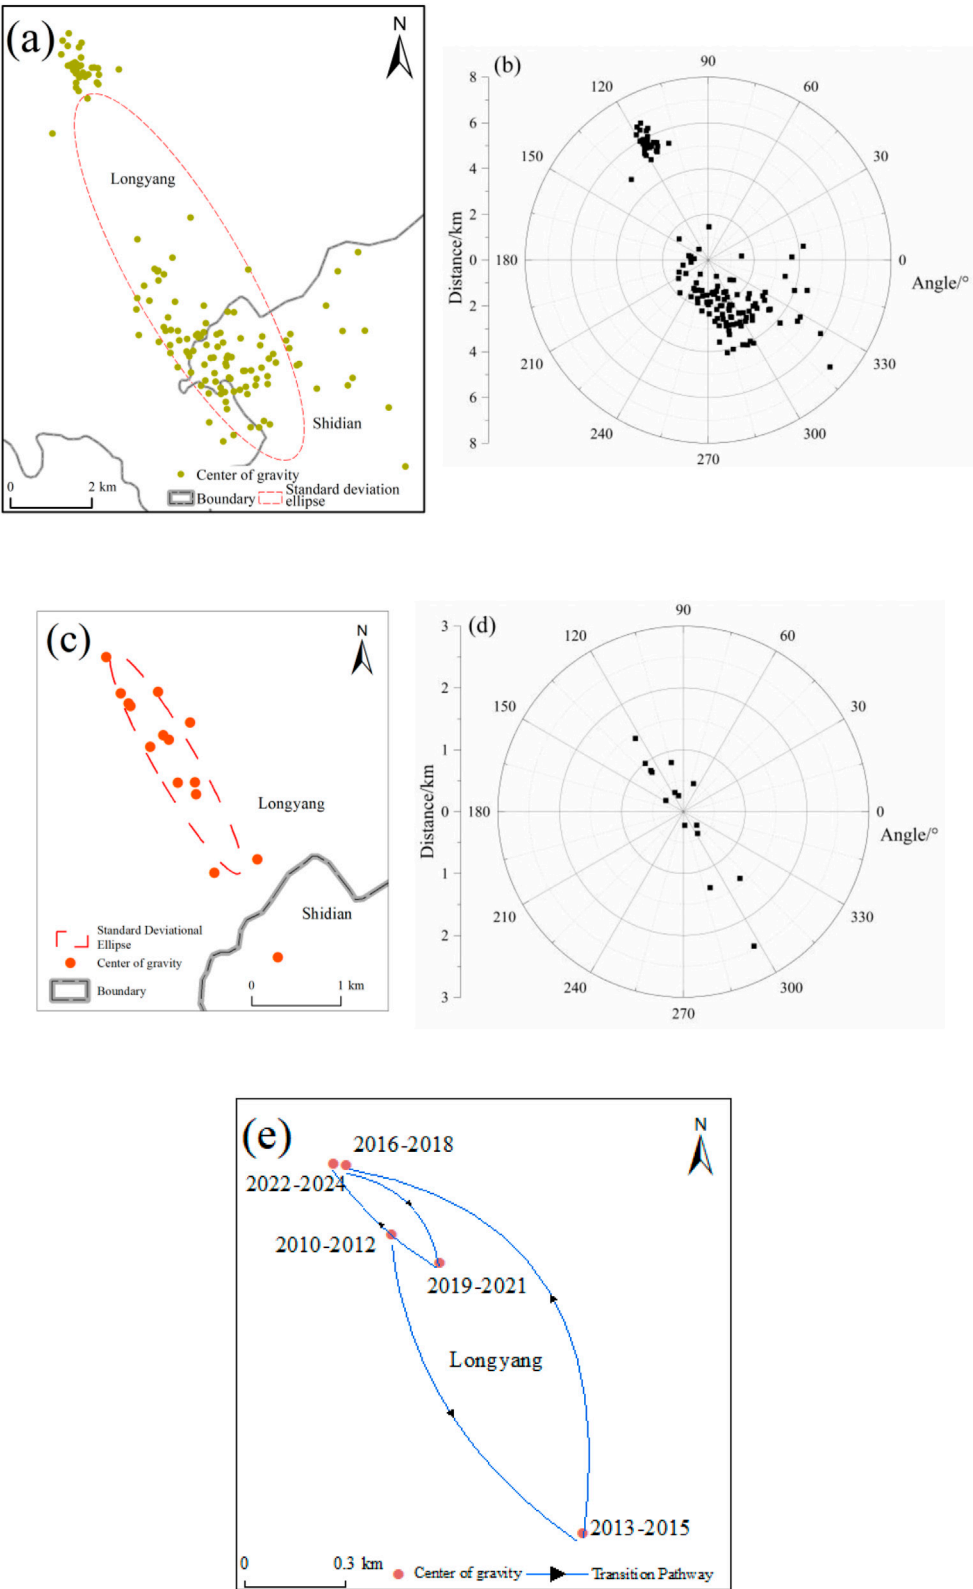 (a)
N
Longyang
Shidian
Center of gravity
0 2 km
Boundary
Standard deviation
ellipse
(b)
90
120 60
150 30
180 0
210 330
240 300
270
8
6
4
2
0
2
4
6
8
Distance/km
Angle/°
(c)
N
Longyang
Shidian
Standard Deviational
Ellipse
Center of gravity
Boundary
0 1 km
(d)
90
120 60
150 30
180 0
210 330
240 300
270
3
2
1
0
1
2
3
Distance/km
Angle/°
(e)
N
2016-2018
2022-2024
2010-2012
2019-2021
Longyang
2013-2015
0 0.3 km
Center of gravity
Transition Pathway